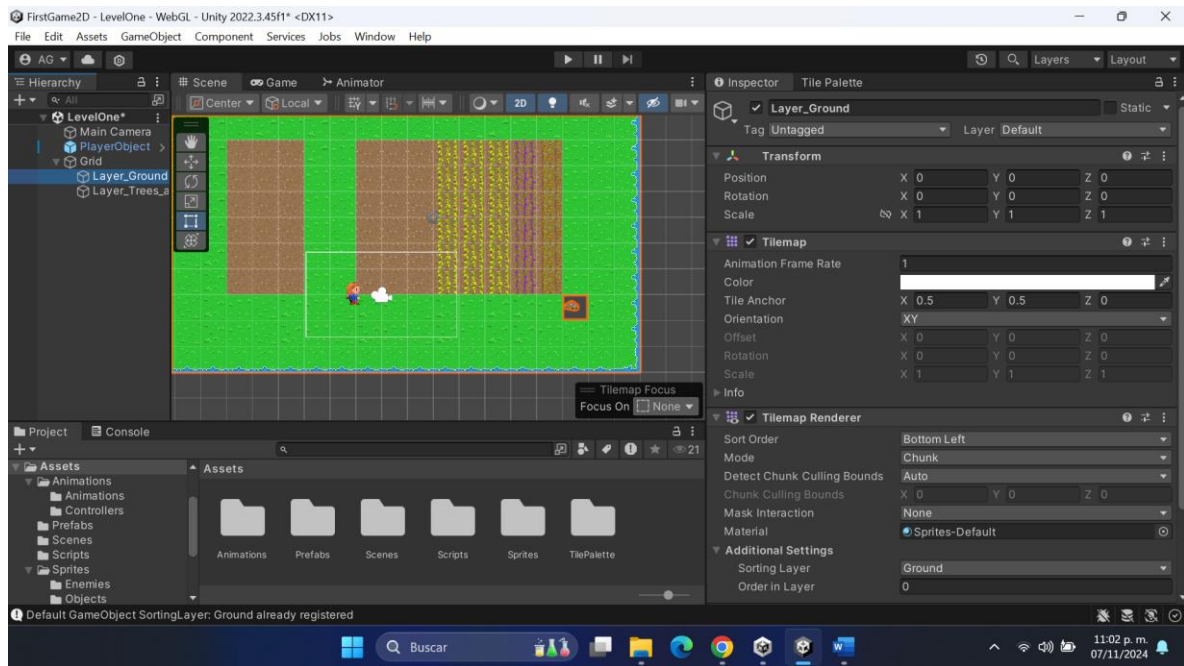 FirstGame2D - LevelOne - WebGL - Unity 2022.3.45f1* <DX11>
File Edit Assets GameObject Component Services Jobs Window Help
AG Layers Layout
Hierarchy
All
LevelOne*
Main Camera
PlayerObject
Grid
Layer_Ground
Layer_Trees_a
Scene Game Animator
Center Local 2D
Tilemap Focus
Focus On None
Inspector Tile Palette
Layer_Ground Static
Tag Untagged Layer Default
Transform
Position X 0 Y 0 Z 0
Rotation X 0 Y 0 Z 0
Scale X 1 Y 1 Z 1
Tilemap
Animation Frame Rate 1
Color
Tile Anchor X 0.5 Y 0.5 Z 0
Orientation XY
Offset X 0 Y 0 Z 0
Rotation X 0 Y 0 Z 0
Scale X 1 Y 1 Z 1
Info
Tilemap Renderer
Sort Order Bottom Left
Mode Chunk
Detect Chunk Culling Bounds Auto
Chunk Culling Bounds X 0 Y 0 Z 0
Mask Interaction None
Material Sprites-Default
Additional Settings
Sorting Layer Ground
Order in Layer 0
Project Console
21
Assets
Animations
Animations
Controllers
Prefabs
Scenes
Scripts
Sprites
Enemies
Objects
Assets
Animations Prefabs Scenes Scripts Sprites TilePalette
Default GameObject SortingLayer: Ground already registered
Buscar
11:02 p. m.
07/11/2024